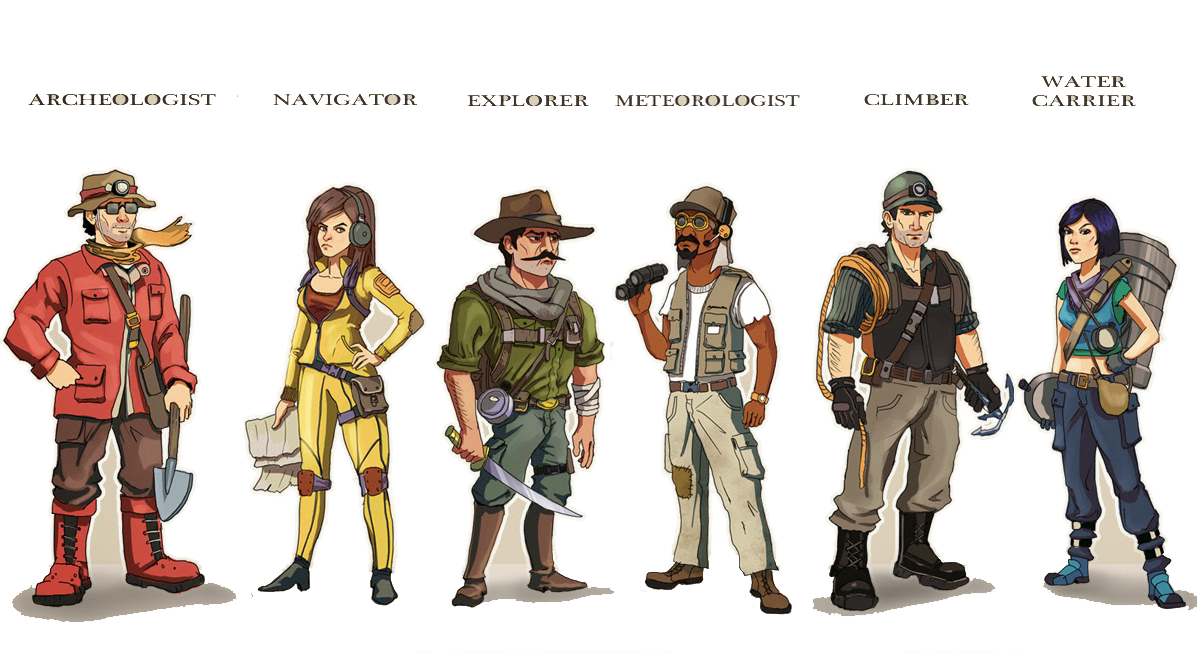 ARCHEOLOGIST
NAVIGATOR
EXPLORER
METEOROLOGIST
CLIMBER
WATER
CARRIER